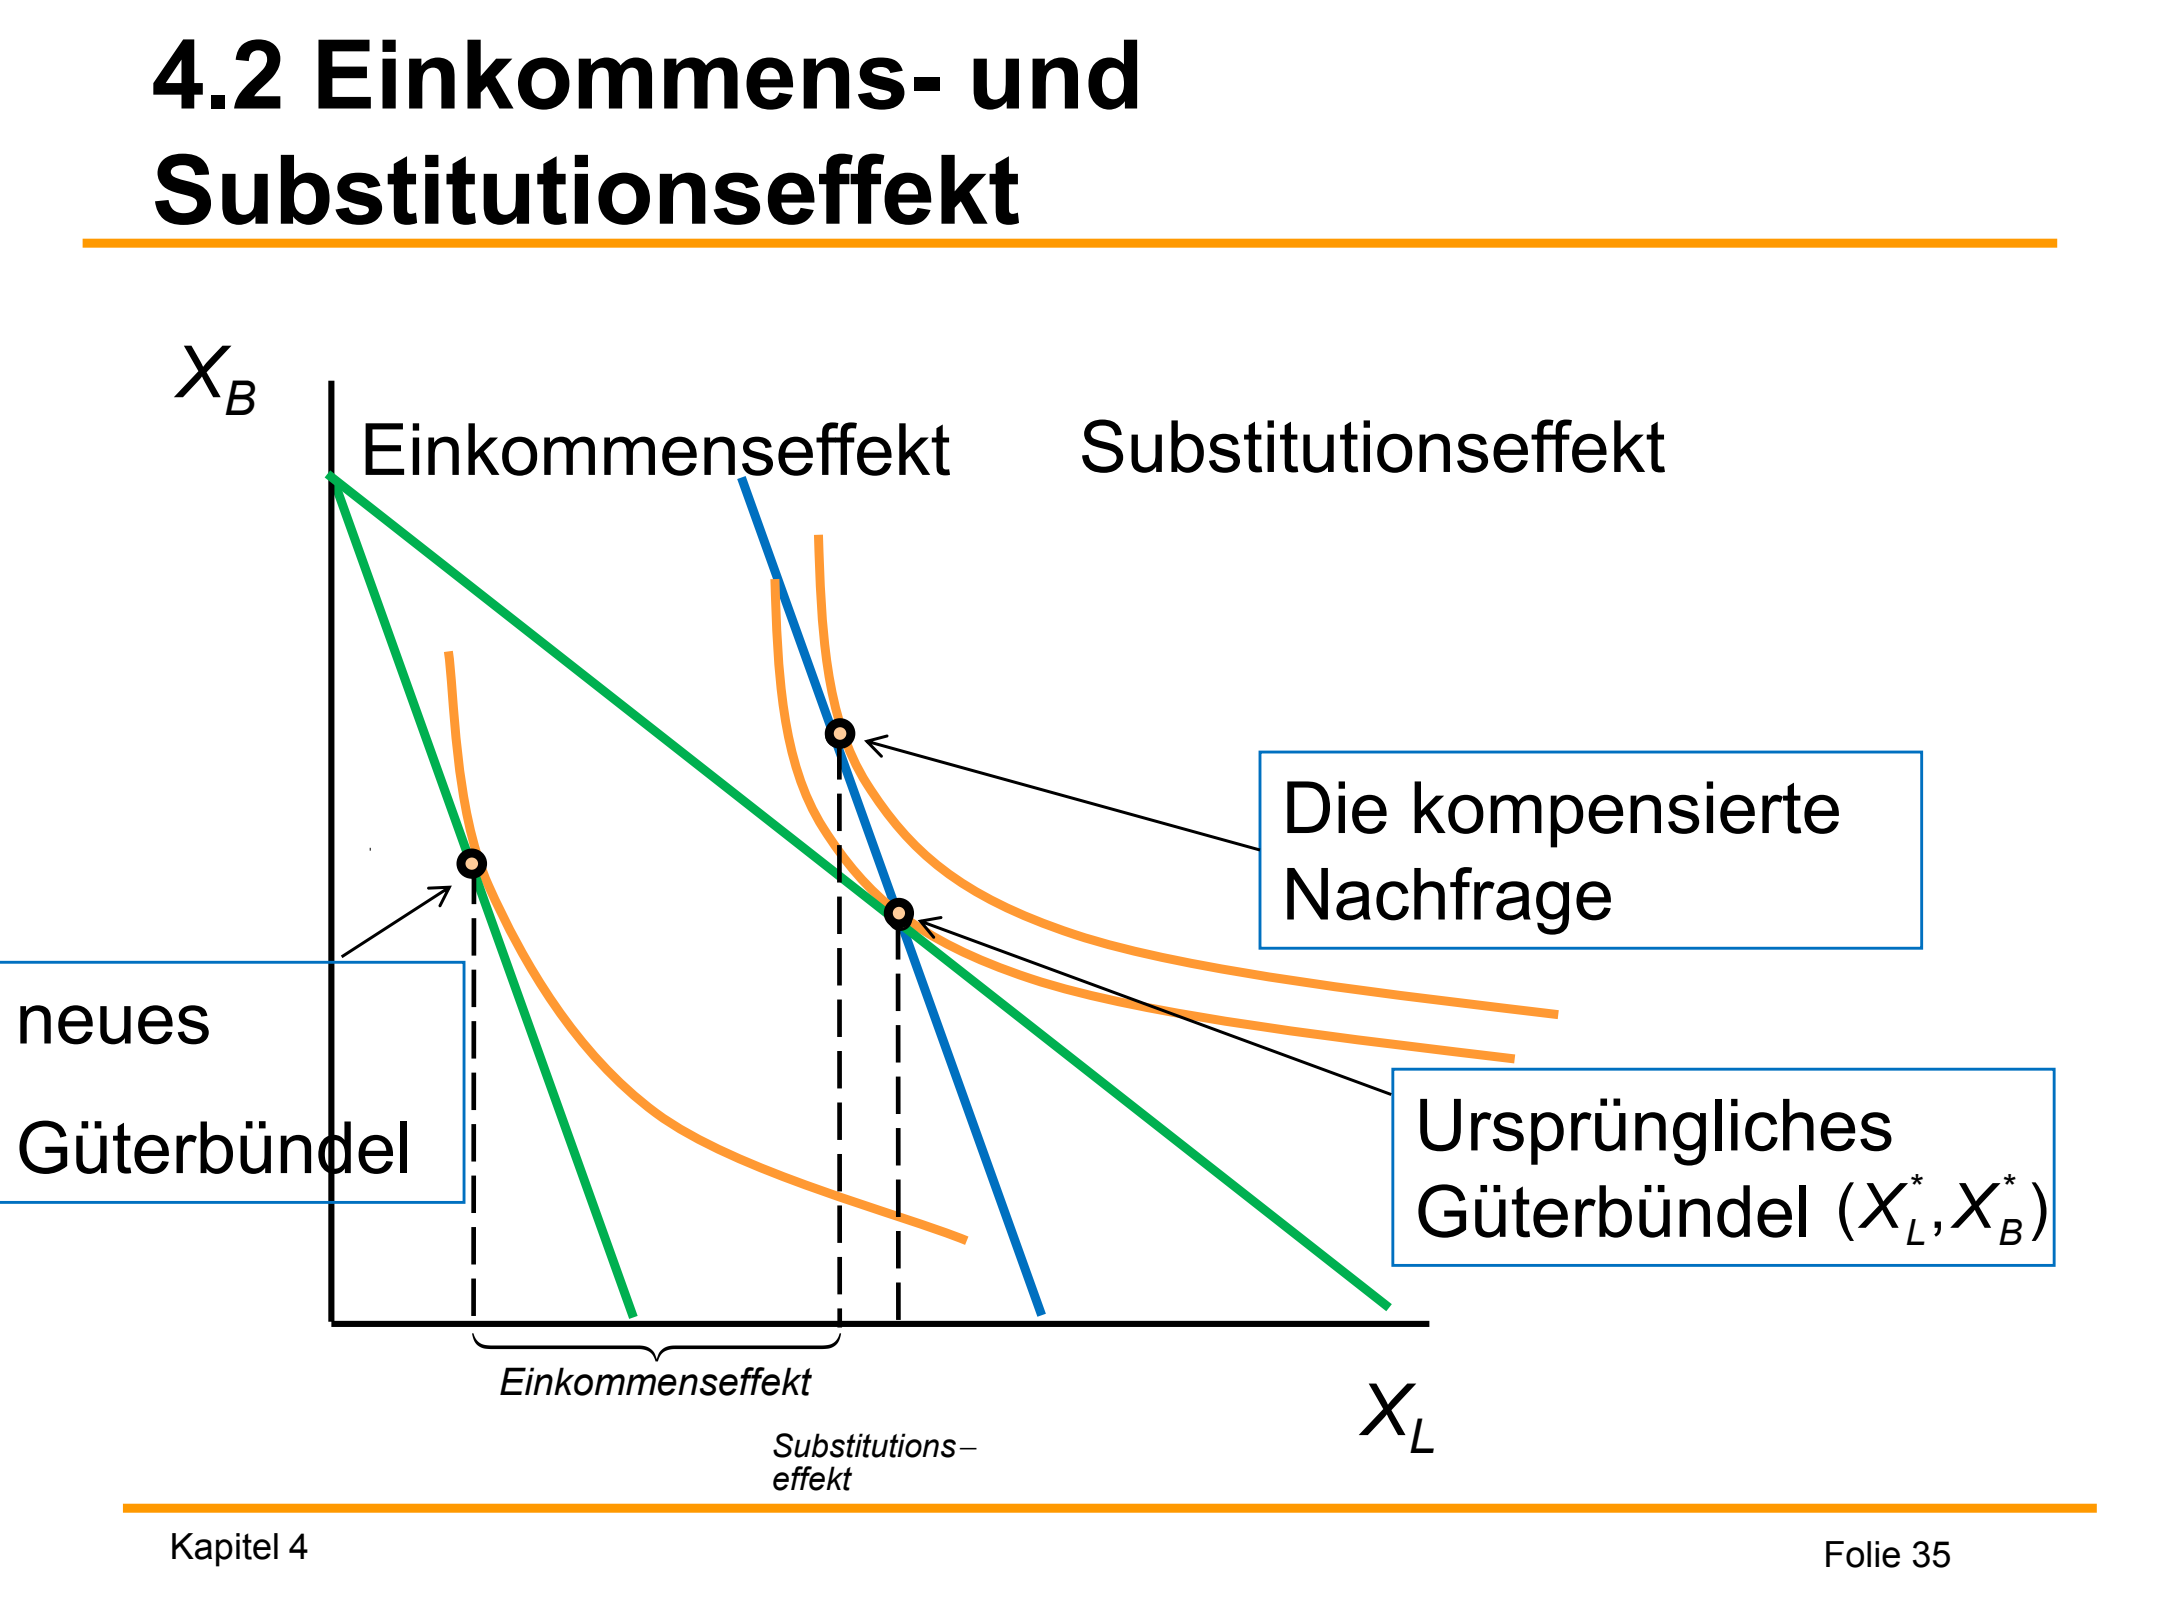 4.2 Einkommens- und
Substitutionseffekt
X_B
Einkommenseffekt
Substitutionseffekt
Die kompensierte
Nachfrage
neues
Güterbündel
Ursprüngliches
Güterbündel (X_L^*, X_B^*)
Einkommenseffekt
X_L
Substitutions–
effekt
Kapitel 4
Folie 35